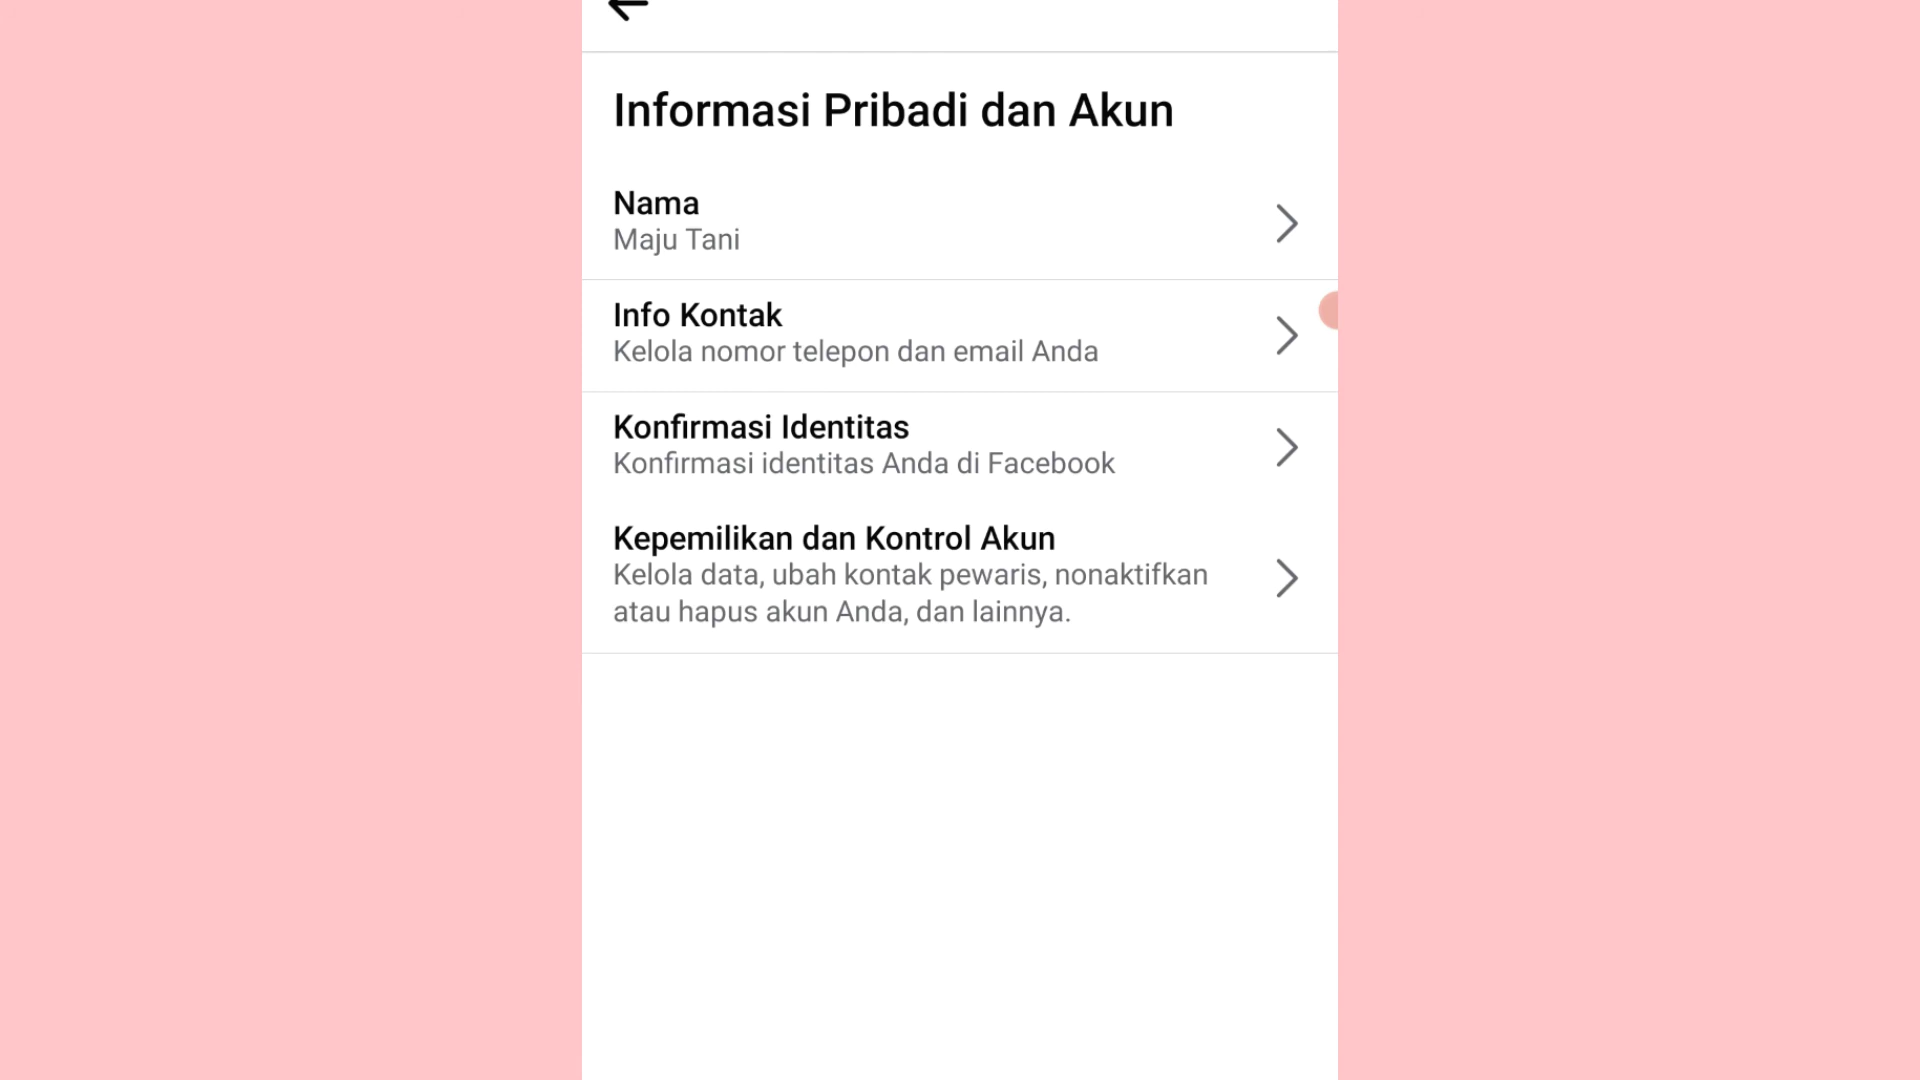 Informasi Pribadi dan Akun
Nama
Maju Tani
Info Kontak
Kelola nomor telepon dan email Anda
Konfirmasi Identitas
Konfirmasi identitas Anda di Facebook
Kepemilikan dan Kontrol Akun
Kelola data, ubah kontak pewaris, nonaktifkan
atau hapus akun Anda, dan lainnya.